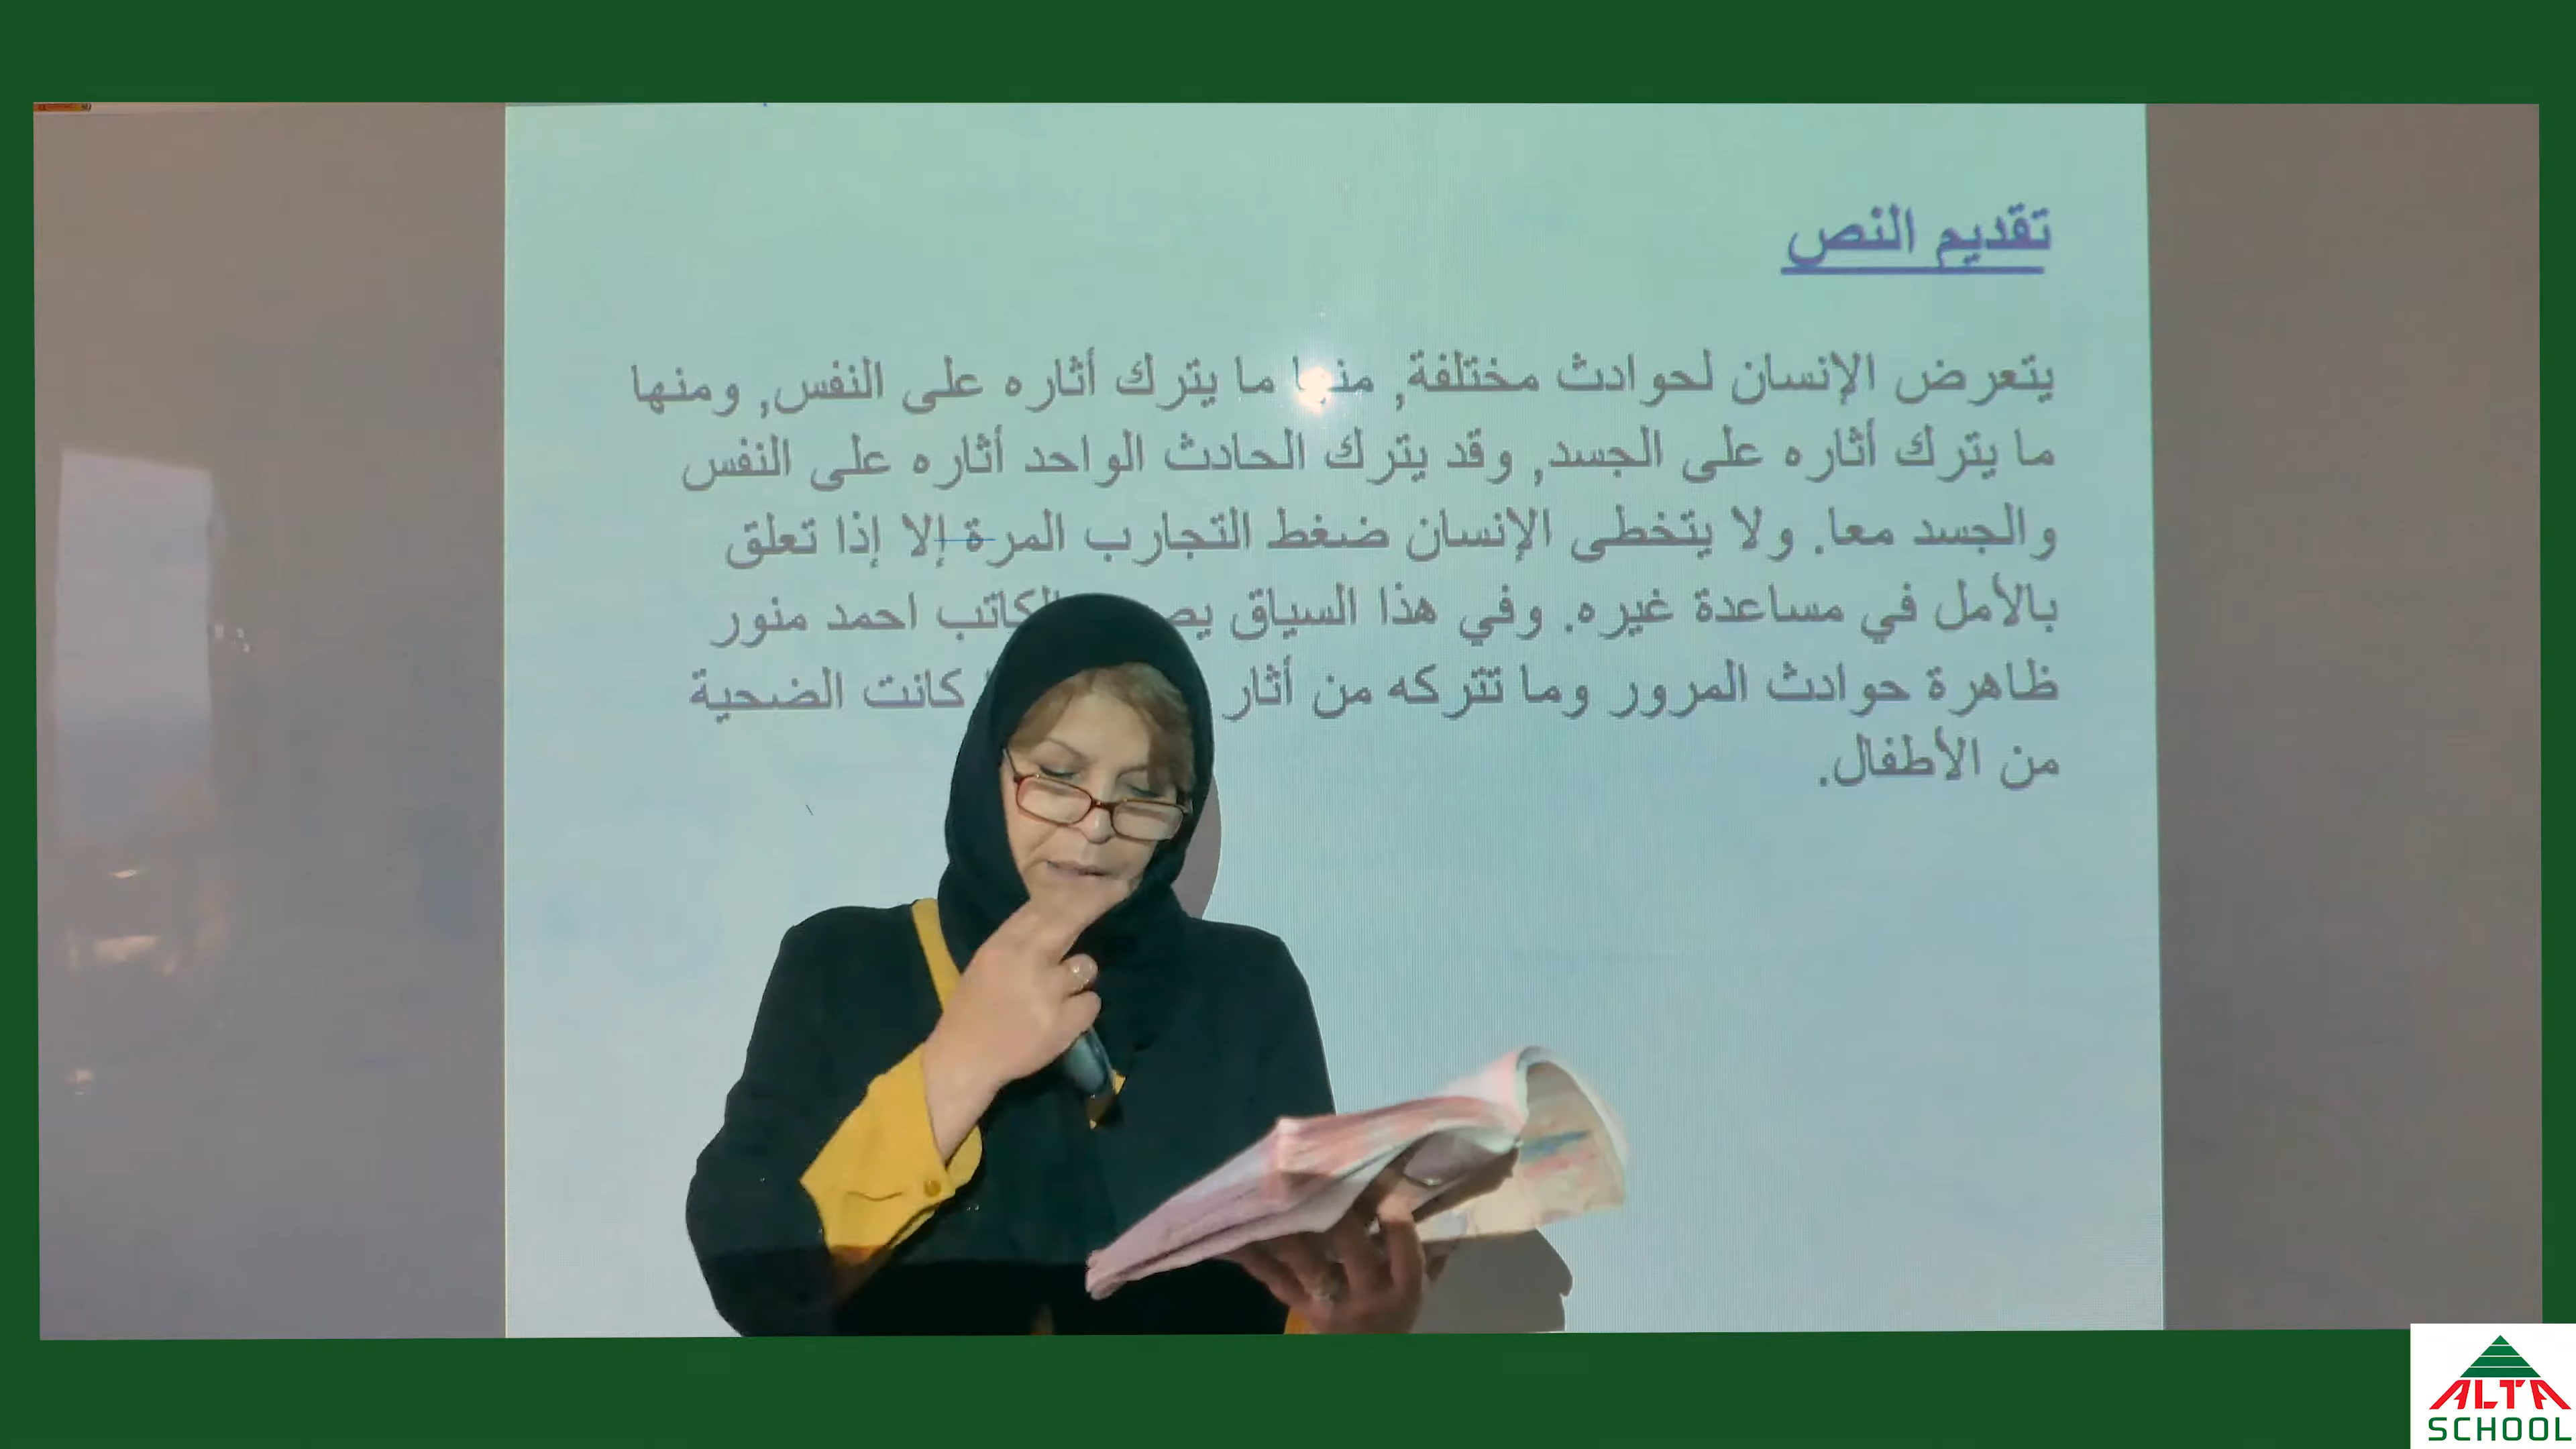 تقديم النص
يتعرض الإنسان لحوادث مختلفة, منها ما يترك أثاره على النفس, ومنها
ما يترك أثاره على الجسد, وقد يترك الحادث الواحد أثاره على النفس
والجسد معا. ولا يتخطى الإنسان ضغط التجارب المرة إلا إذا تعلق
بالأمل في مساعدة غيره. وفي هذا السياق الكاتب احمد منور
ظاهرة حوادث المرور وما تتركه من أثار كانت الضحية
من الأطفال.
ALTA
SCHOOL